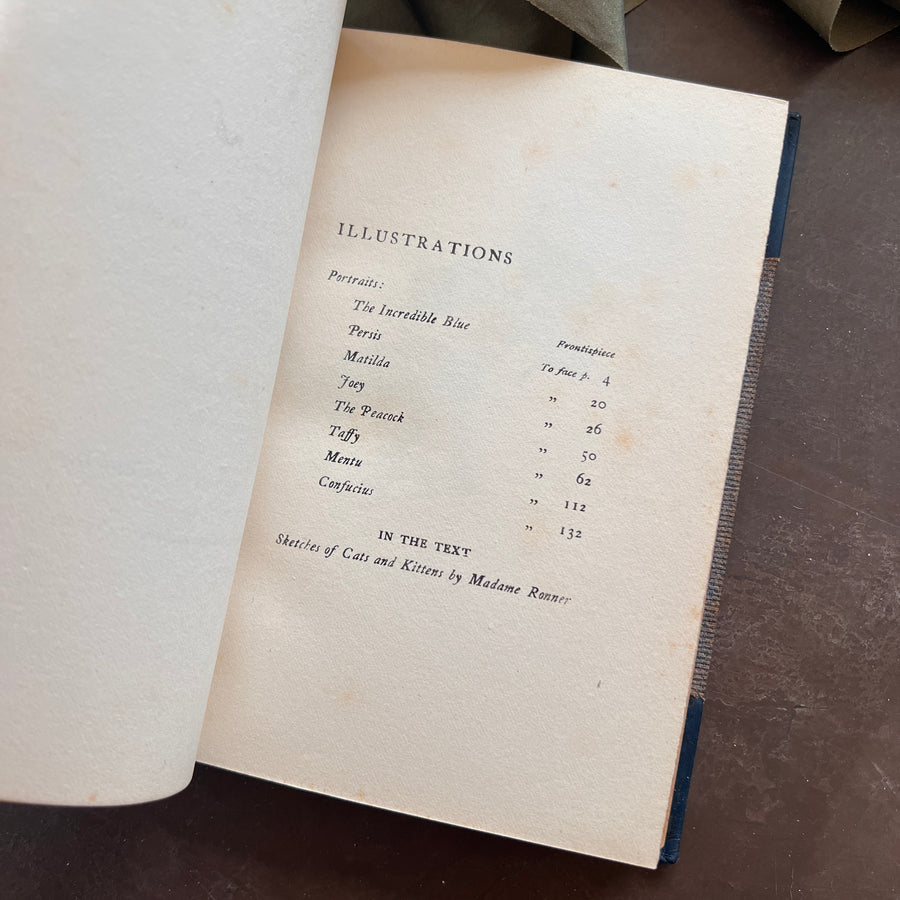 ILLUSTRATIONS
Portraits:
The Incredible Blue Frontispiece
Persis To face p. 4
Matilda " 20
Joey " 26
The Peacock " 50
Taffy " 62
Mentu " 112
Confucius " 132
IN THE TEXT
Sketches of Cats and Kittens by Madame Ronner